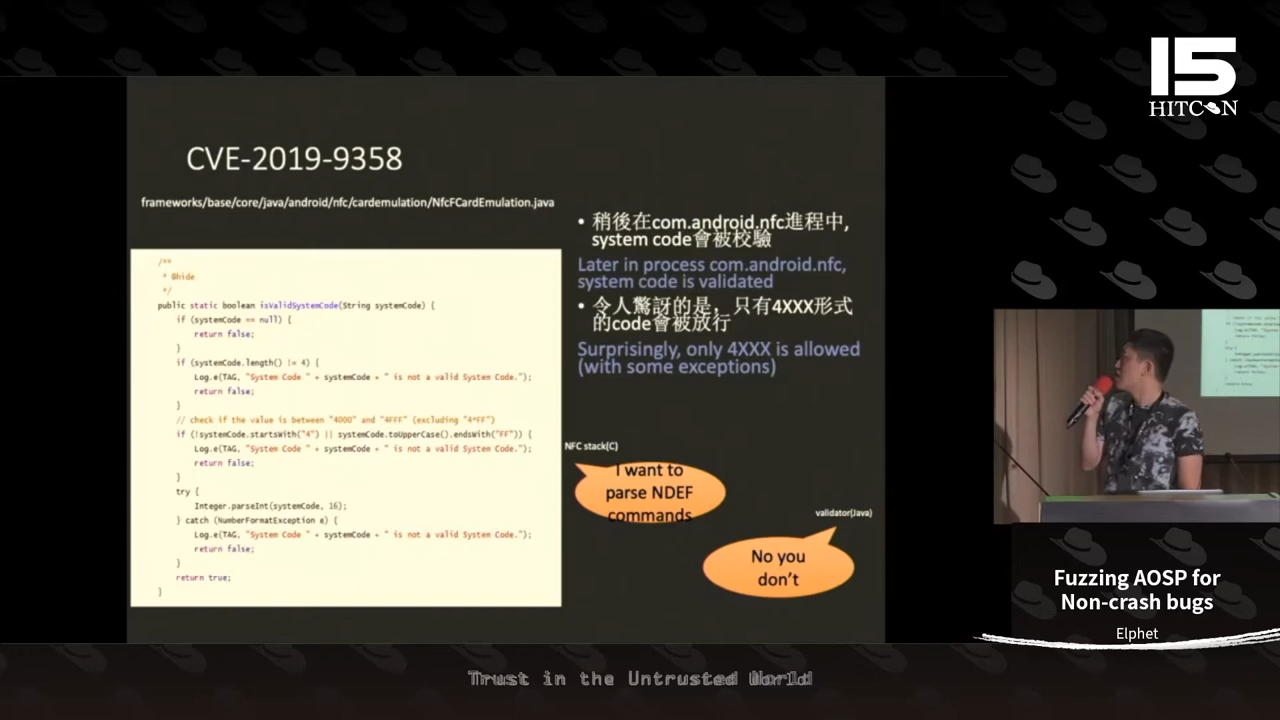 15
HITCON
CVE-2019-9358
frameworks/base/core/java/android/nfc/cardemulation/NfcFCardEmulation.java
/**
* @hide
*/
public static boolean isValidSystemCode(String systemCode) {
if (systemCode == null) {
return false;
}
if (systemCode.length() != 4) {
Log.e(TAG, "System Code " + systemCode + " is not a valid System Code.");
return false;
}
// check if the value is between "4000" and "4FFF" (excluding "4*FF")
if (!systemCode.startsWith("4") || systemCode.toUpperCase().endsWith("FF")) {
Log.e(TAG, "System Code " + systemCode + " is not a valid System Code.");
return false;
}
try {
Integer.parseInt(systemCode, 16);
} catch (NumberFormatException e) {
Log.e(TAG, "System Code " + systemCode + " is not a valid System Code.");
return false;
}
return true;
}
• 稍後在com.android.nfc進程中,
system code會被校驗
Later in process com.android.nfc,
system code is validated
• 令人驚訝的是，只有4XXX形式
的code會被放行
Surprisingly, only 4XXX is allowed
(with some exceptions)
NFC stack(C)
I want to
parse NDEF
commands
validator(Java)
No you
don't
Fuzzing AOSP for
Non-crash bugs
Elphet
Trust in the Untrusted World